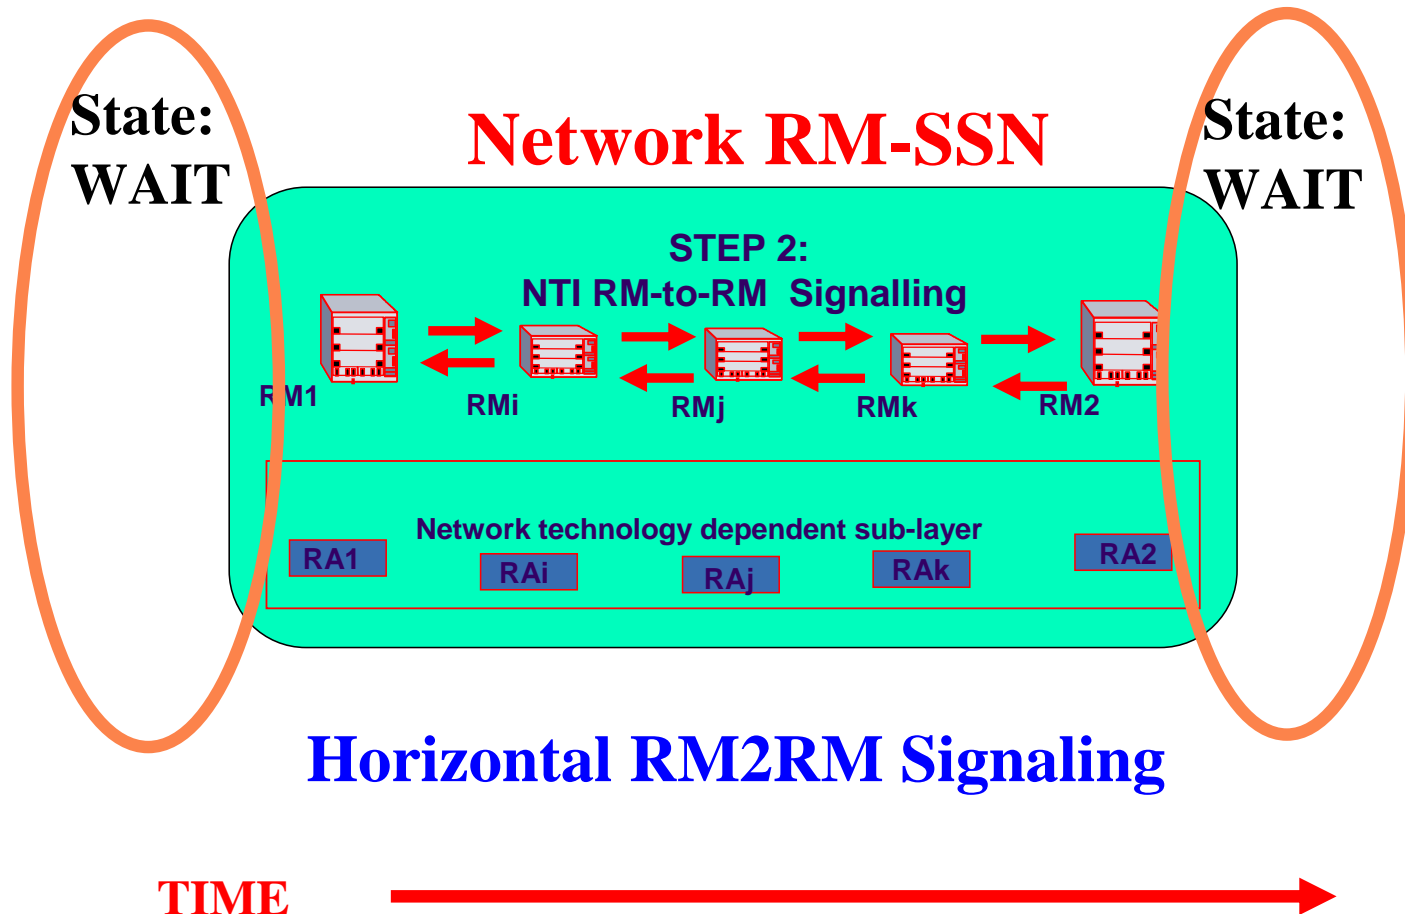 State:
WAIT
Network RM-SSN
State:
WAIT
STEP 2:
NTI RM-to-RM Signalling
RM1
RMi
RMj
RMk
RM2
Network technology dependent sub-layer
RA1
RAi
RAj
RAk
RA2
Horizontal RM2RM Signaling
TIME